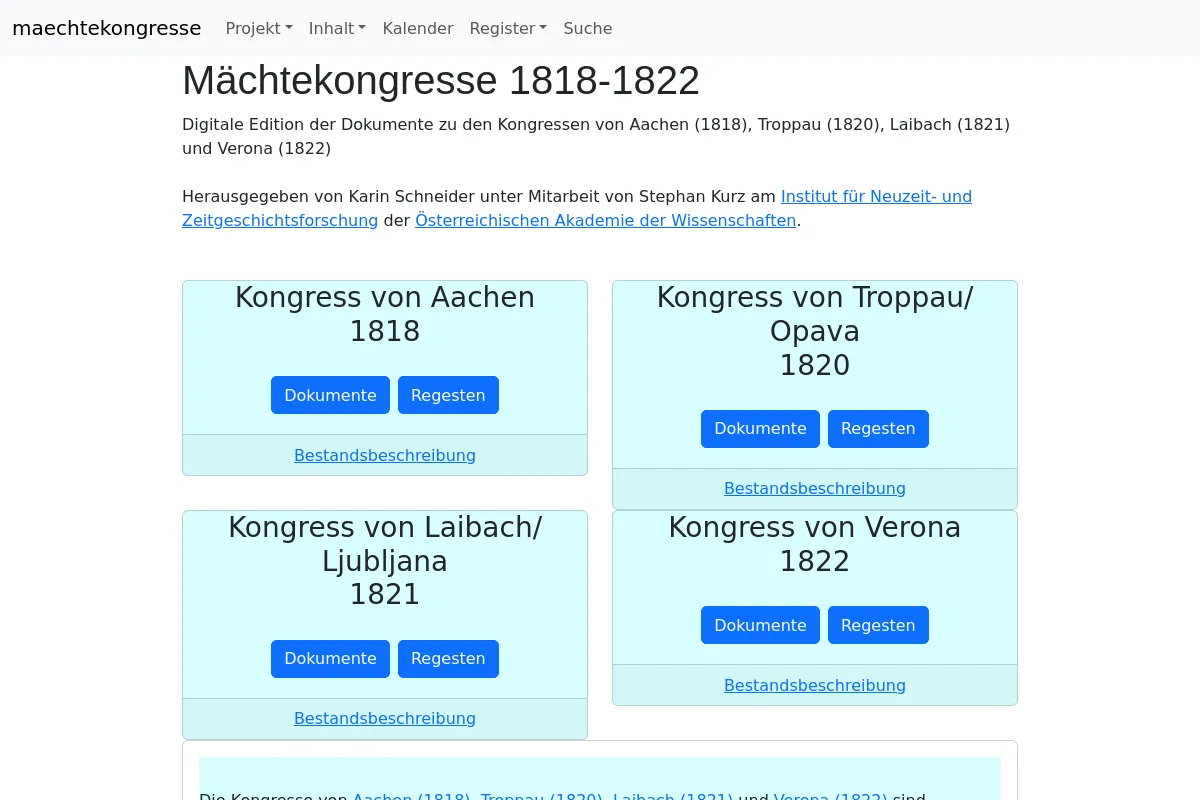 maechtekongresse Projekt Inhalt Kalender Register Suche
Mächtekongresse 1818-1822
Digitale Edition der Dokumente zu den Kongressen von Aachen (1818), Troppau (1820), Laibach (1821)
und Verona (1822)
Herausgegeben von Karin Schneider unter Mitarbeit von Stephan Kurz am Institut für Neuzeit- und
Zeitgeschichtsforschung der Österreichischen Akademie der Wissenschaften.
Kongress von Aachen
1818
Dokumente Regesten
Bestandsbeschreibung
Kongress von Troppau/
Opava
1820
Dokumente Regesten
Bestandsbeschreibung
Kongress von Laibach/
Ljubljana
1821
Dokumente Regesten
Bestandsbeschreibung
Kongress von Verona
1822
Dokumente Regesten
Bestandsbeschreibung
Die Kongresse von Aachen (1818), Troppau (1820), Laibach (1821) und Verona (1822) sind